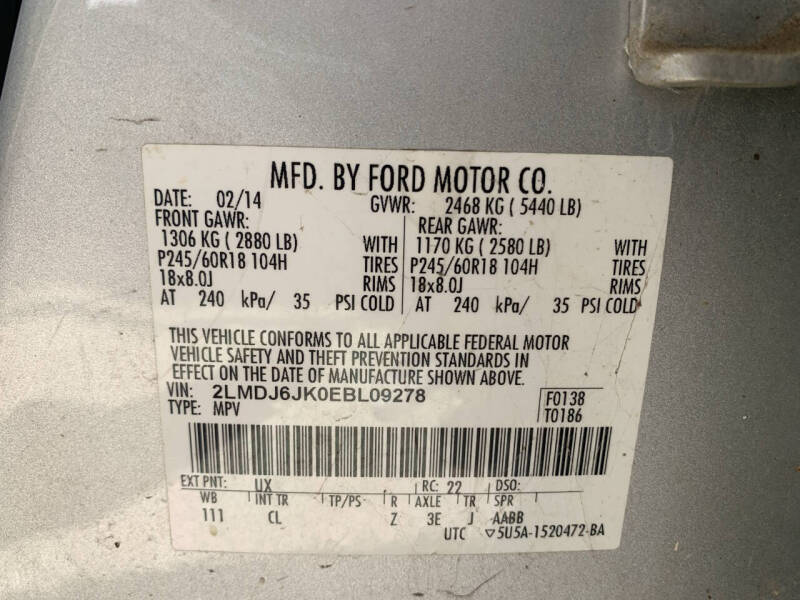 MFD. BY FORD MOTOR CO.
DATE: 02/14 GVWR: 2468 KG ( 5440 LB)
FRONT GAWR: REAR GAWR:
1306 KG ( 2880 LB) WITH 1170 KG ( 2580 LB) WITH
P245/60R18 104H TIRES P245/60R18 104H TIRES
18x8.0J RIMS 18x8.0J RIMS
AT 240 kPa/ 35 PSI COLD AT 240 kPa/ 35 PSI COLD
THIS VEHICLE CONFORMS TO ALL APPLICABLE FEDERAL MOTOR
VEHICLE SAFETY AND THEFT PREVENTION STANDARDS IN
EFFECT ON THE DATE OF MANUFACTURE SHOWN ABOVE.
VIN: 2LMDJ6JK0EBL09278 F0138
TYPE: MPV T0186
EXT PNT: UX RC: 22 DSO:
WB INT TR TP/PS R AXLE TR SPR
111 CL Z 3E J AABB
UTC ▽5U5A-1520472-BA